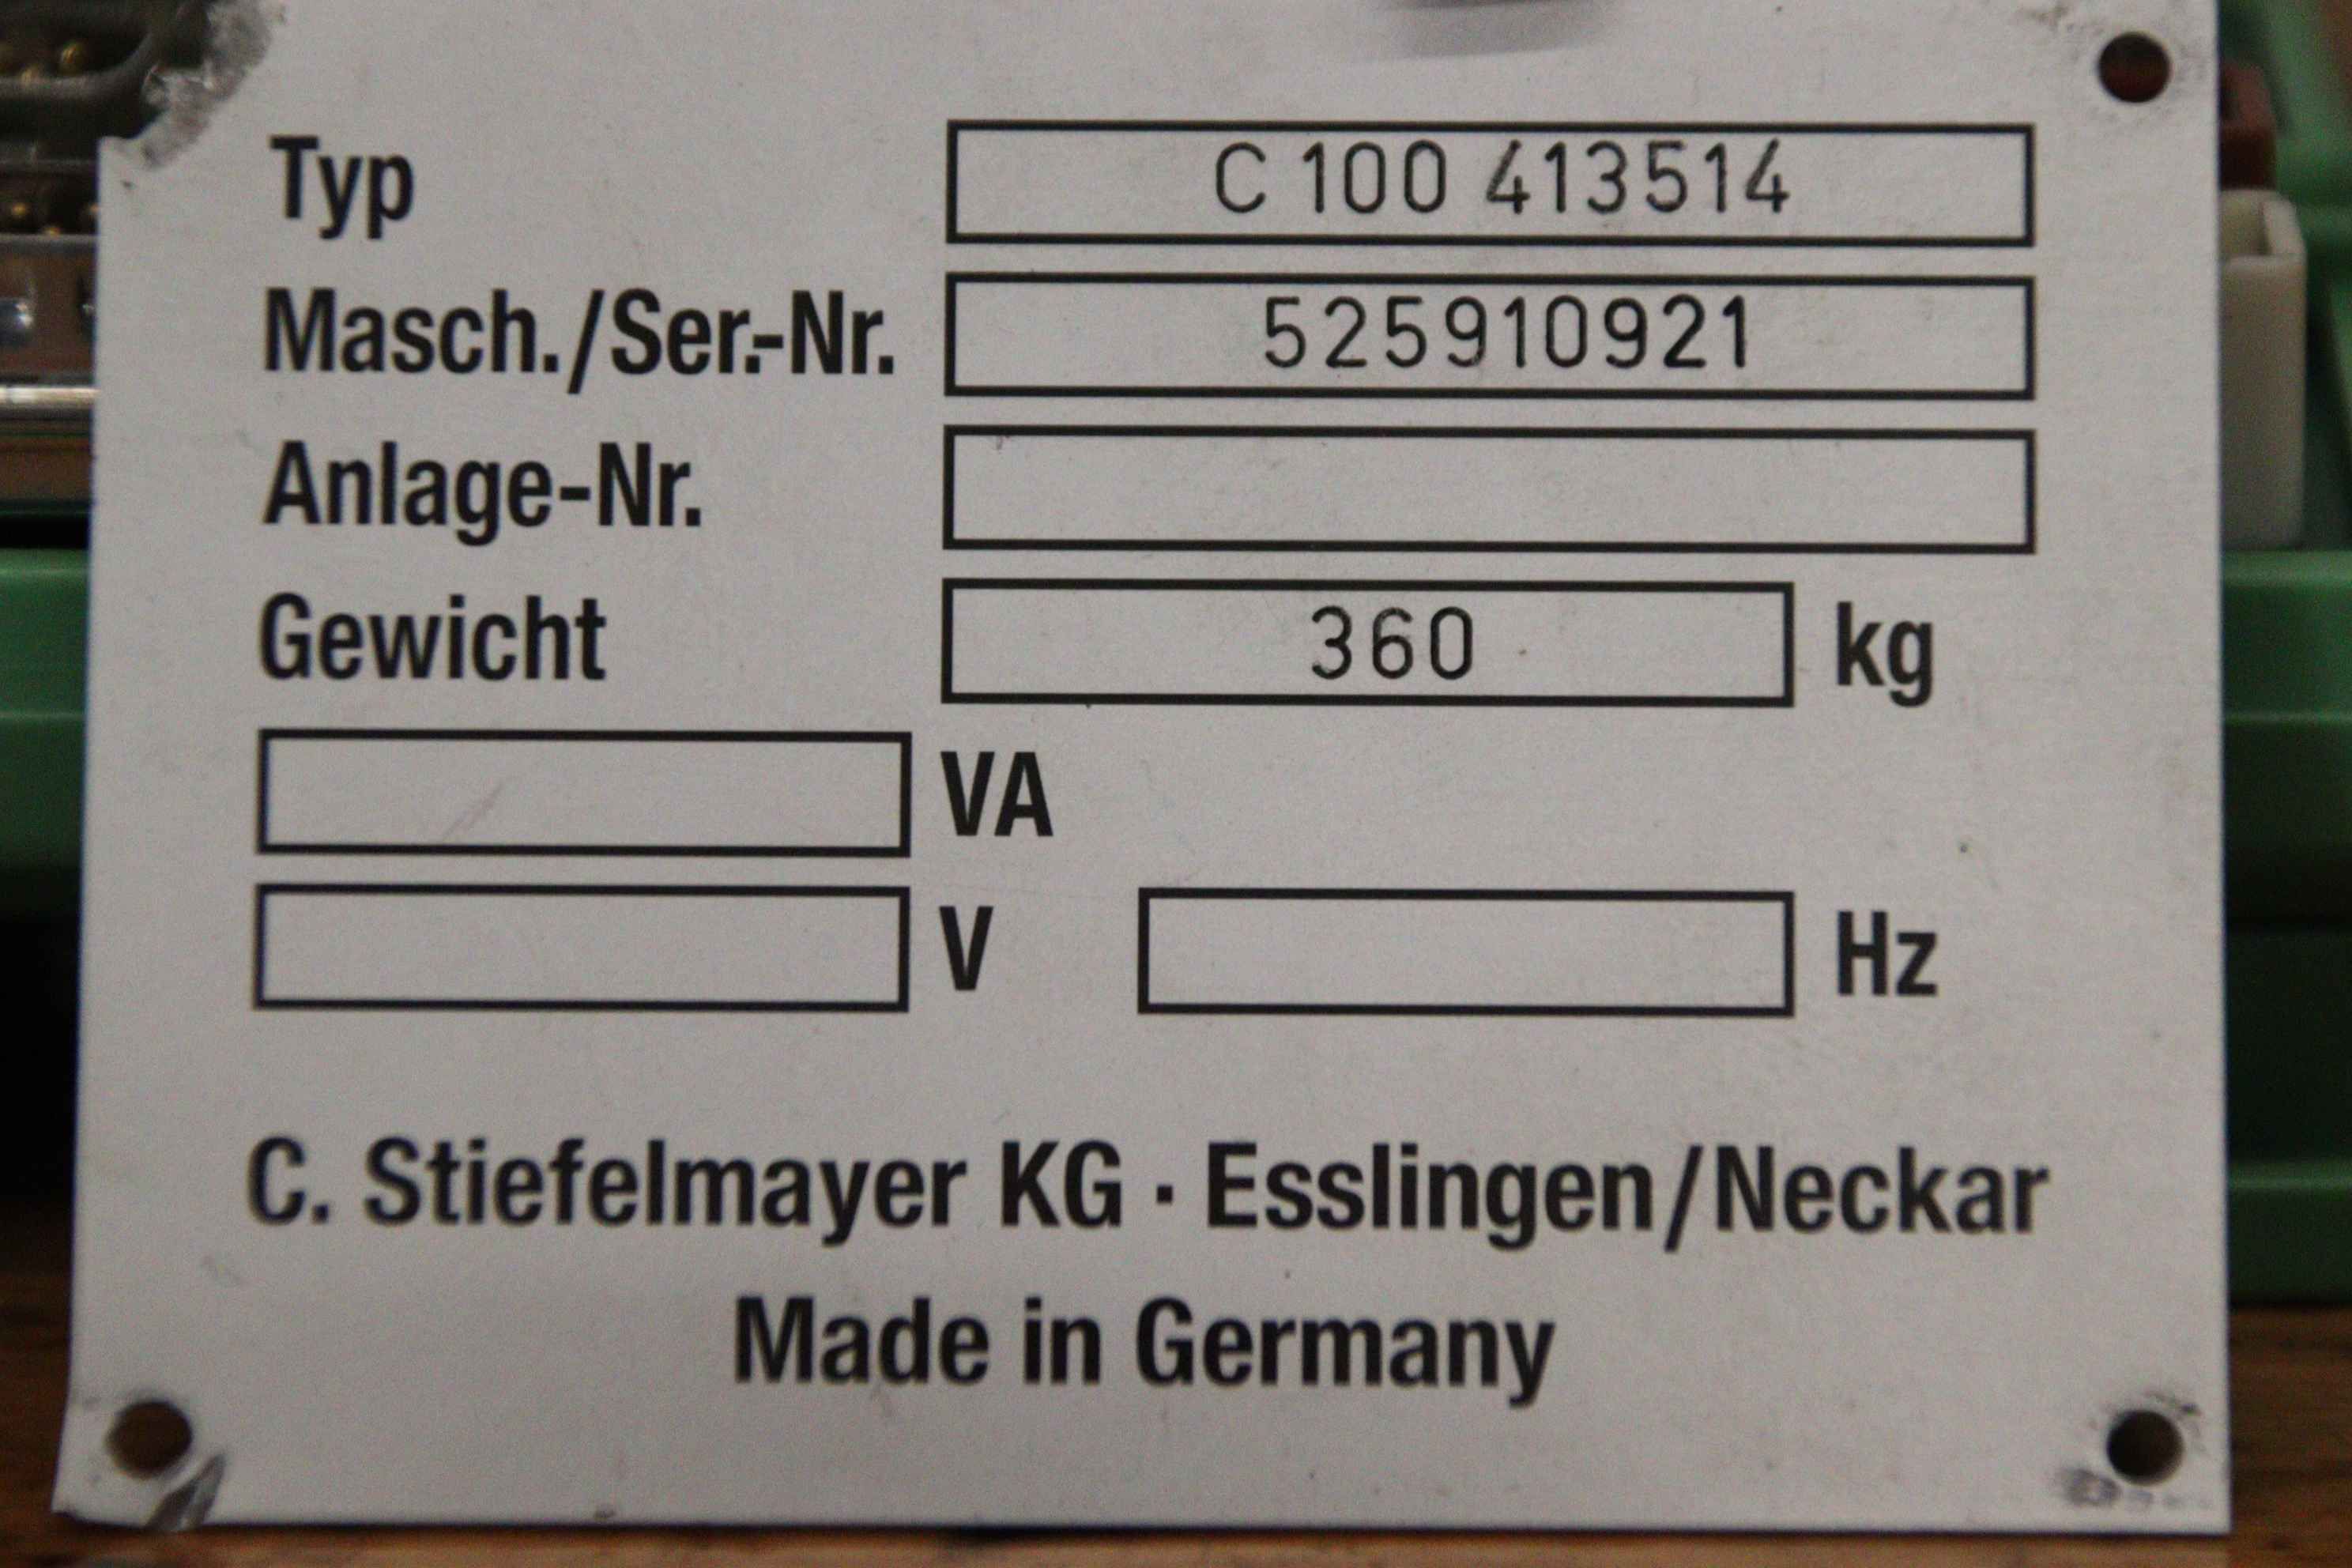 Typ C 100 413514
Masch./Ser.-Nr. 525910921
Anlage-Nr.
Gewicht 360 kg
VA
V Hz
C. Stiefelmayer KG · Esslingen/Neckar
Made in Germany